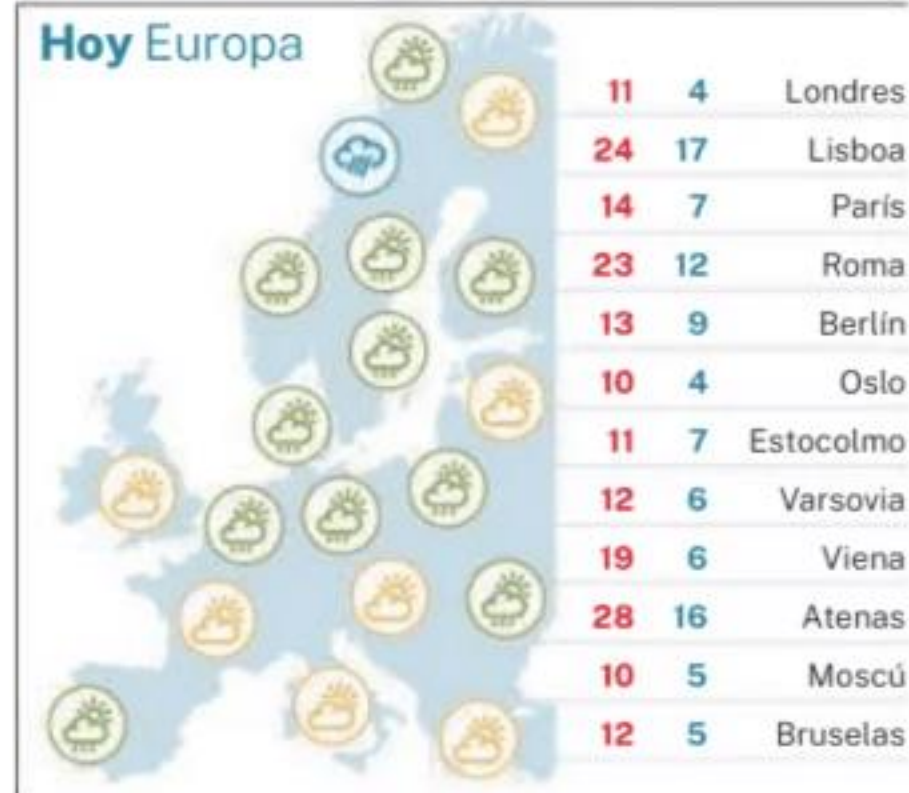 Hoy Europa
11 4 Londres
24 17 Lisboa
14 7 París
23 12 Roma
13 9 Berlín
10 4 Oslo
11 7 Estocolmo
12 6 Varsovia
19 6 Viena
28 16 Atenas
10 5 Moscú
12 5 Bruselas